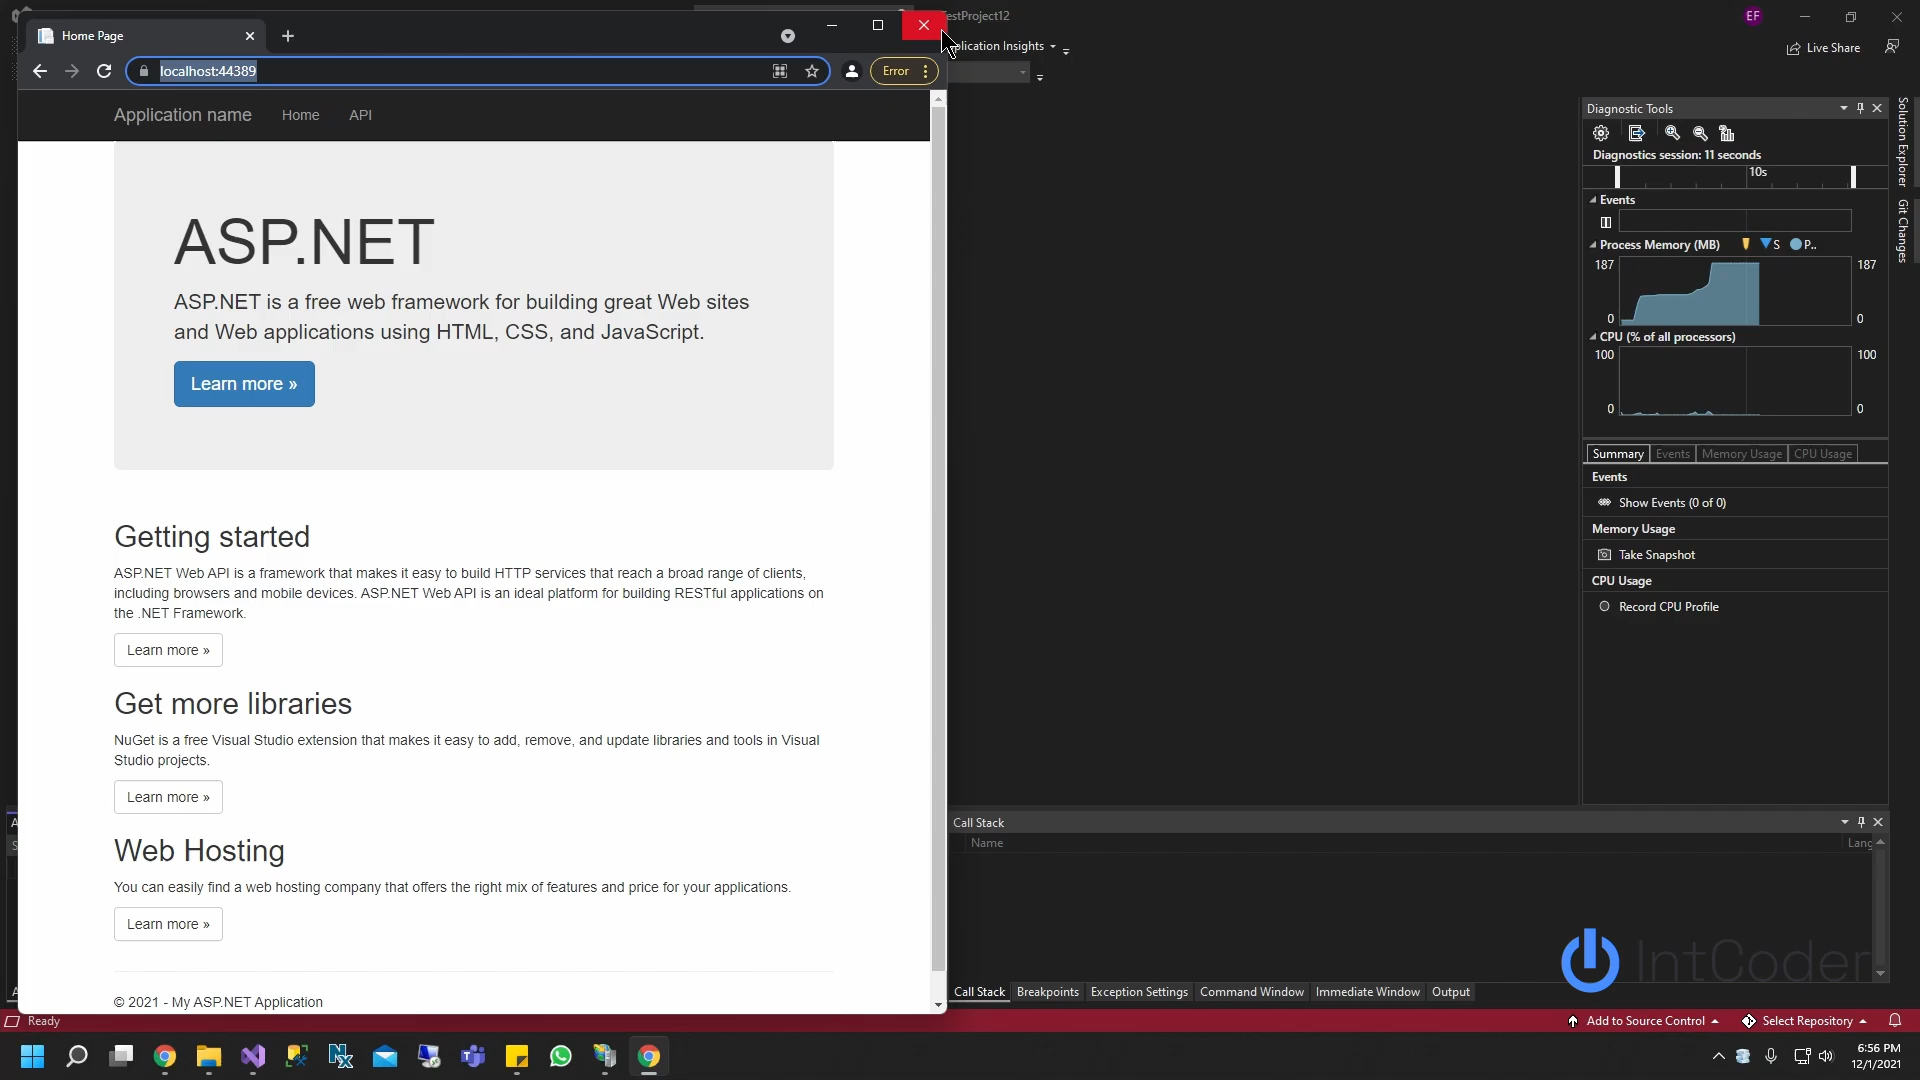 Home Page
localhost:44389
Error
Application name
Home
API
ASP.NET
ASP.NET is a free web framework for building great Web sites
and Web applications using HTML, CSS, and JavaScript.
Learn more »
Getting started
ASP.NET Web API is a framework that makes it easy to build HTTP services that reach a broad range of clients,
including browsers and mobile devices. ASP.NET Web API is an ideal platform for building RESTful applications on
the .NET Framework.
Learn more »
Get more libraries
NuGet is a free Visual Studio extension that makes it easy to add, remove, and update libraries and tools in Visual
Studio projects.
Learn more »
Web Hosting
You can easily find a web hosting company that offers the right mix of features and price for your applications.
Learn more »
© 2021 - My ASP.NET Application
estProject12
EF
plication Insights
Live Share
Diagnostic Tools
Diagnostics session: 11 seconds
10s
Events
Process Memory (MB)
S
P..
187
187
0
0
CPU (% of all processors)
100
100
0
0
Summary
Events
Memory Usage
CPU Usage
Events
Show Events (0 of 0)
Memory Usage
Take Snapshot
CPU Usage
Record CPU Profile
Solution Explorer
Git Changes
Call Stack
Name
Lang
IntCoder
Call Stack
Breakpoints
Exception Settings
Command Window
Immediate Window
Output
Ready
Add to Source Control
Select Repository
6:56 PM
12/1/2021